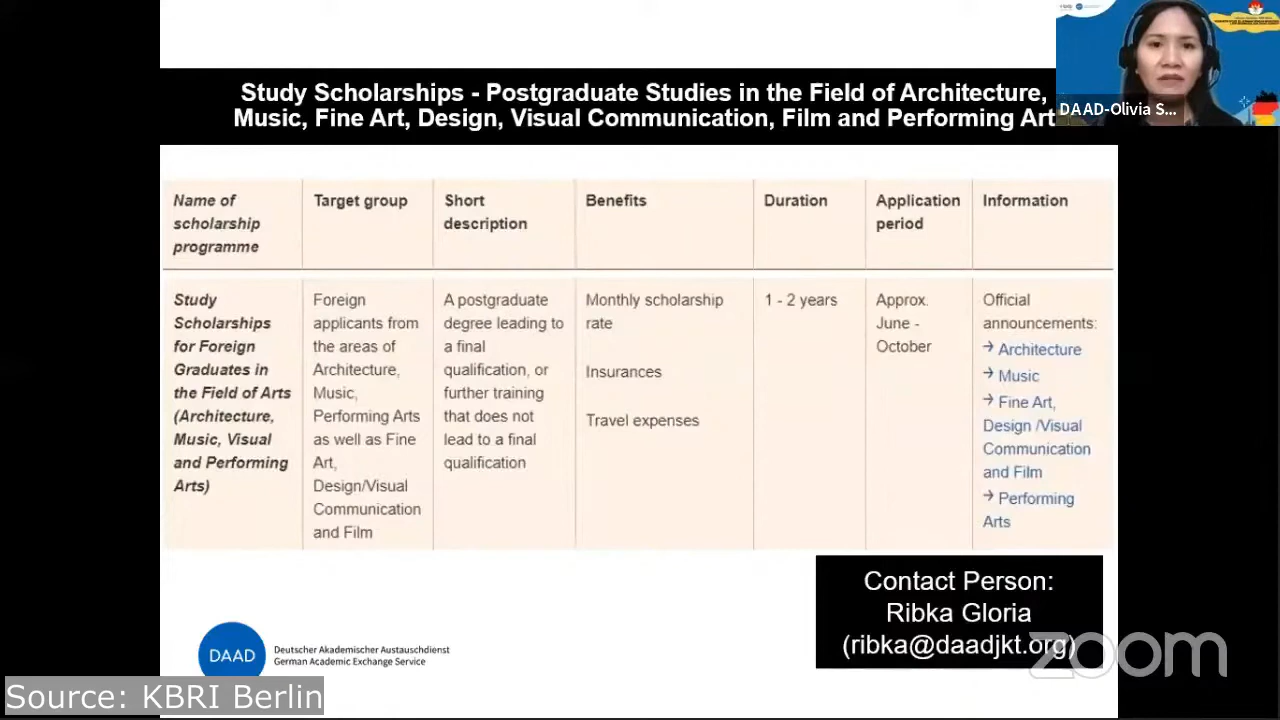 Study Scholarships - Postgraduate Studies in the Field of Architecture,
Music, Fine Art, Design, Visual Communication, Film and Performing Art
DAAD-Olivia S...
Name of
scholarship
programme
Target group
Short
description
Benefits
Duration
Application
period
Information
Study
Scholarships
for Foreign
Graduates in
the Field of Arts
(Architecture,
Music, Visual
and Performing
Arts)
Foreign
applicants from
the areas of
Architecture,
Music,
Performing Arts
as well as Fine
Art,
Design/Visual
Communication
and Film
A postgraduate
degree leading to
a final
qualification, or
further training
that does not
lead to a final
qualification
Monthly scholarship
rate
Insurances
Travel expenses
1 - 2 years
Approx.
June -
October
Official
announcements:
→ Architecture
→ Music
→ Fine Art,
Design /Visual
Communication
and Film
→ Performing
Arts
Contact Person:
Ribka Gloria
(ribka@daadjkt.org)
zoom
DAAD
Deutscher Akademischer Austauschdienst
German Academic Exchange Service
Source: KBRI Berlin